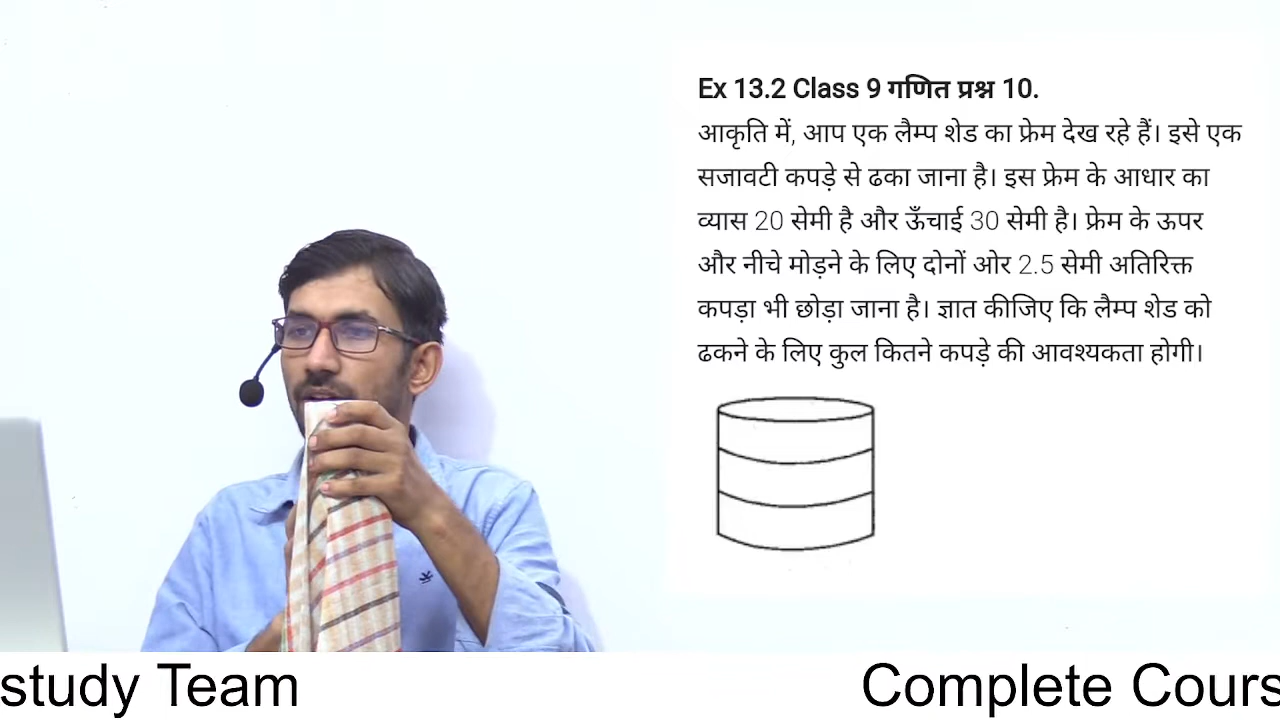 Ex 13.2 Class 9 गणित प्रश्न 10.
आकृति में, आप एक लैम्प शेड का फ्रेम देख रहे हैं। इसे एक
सजावटी कपड़े से ढका जाना है। इस फ्रेम के आधार का
व्यास 20 सेमी है और ऊँचाई 30 सेमी है। फ्रेम के ऊपर
और नीचे मोड़ने के लिए दोनों ओर 2.5 सेमी अतिरिक्त
कपड़ा भी छोड़ा जाना है। ज्ञात कीजिए कि लैम्प शेड को
ढकने के लिए कुल कितने कपड़े की आवश्यकता होगी।
study Team
Complete Cours